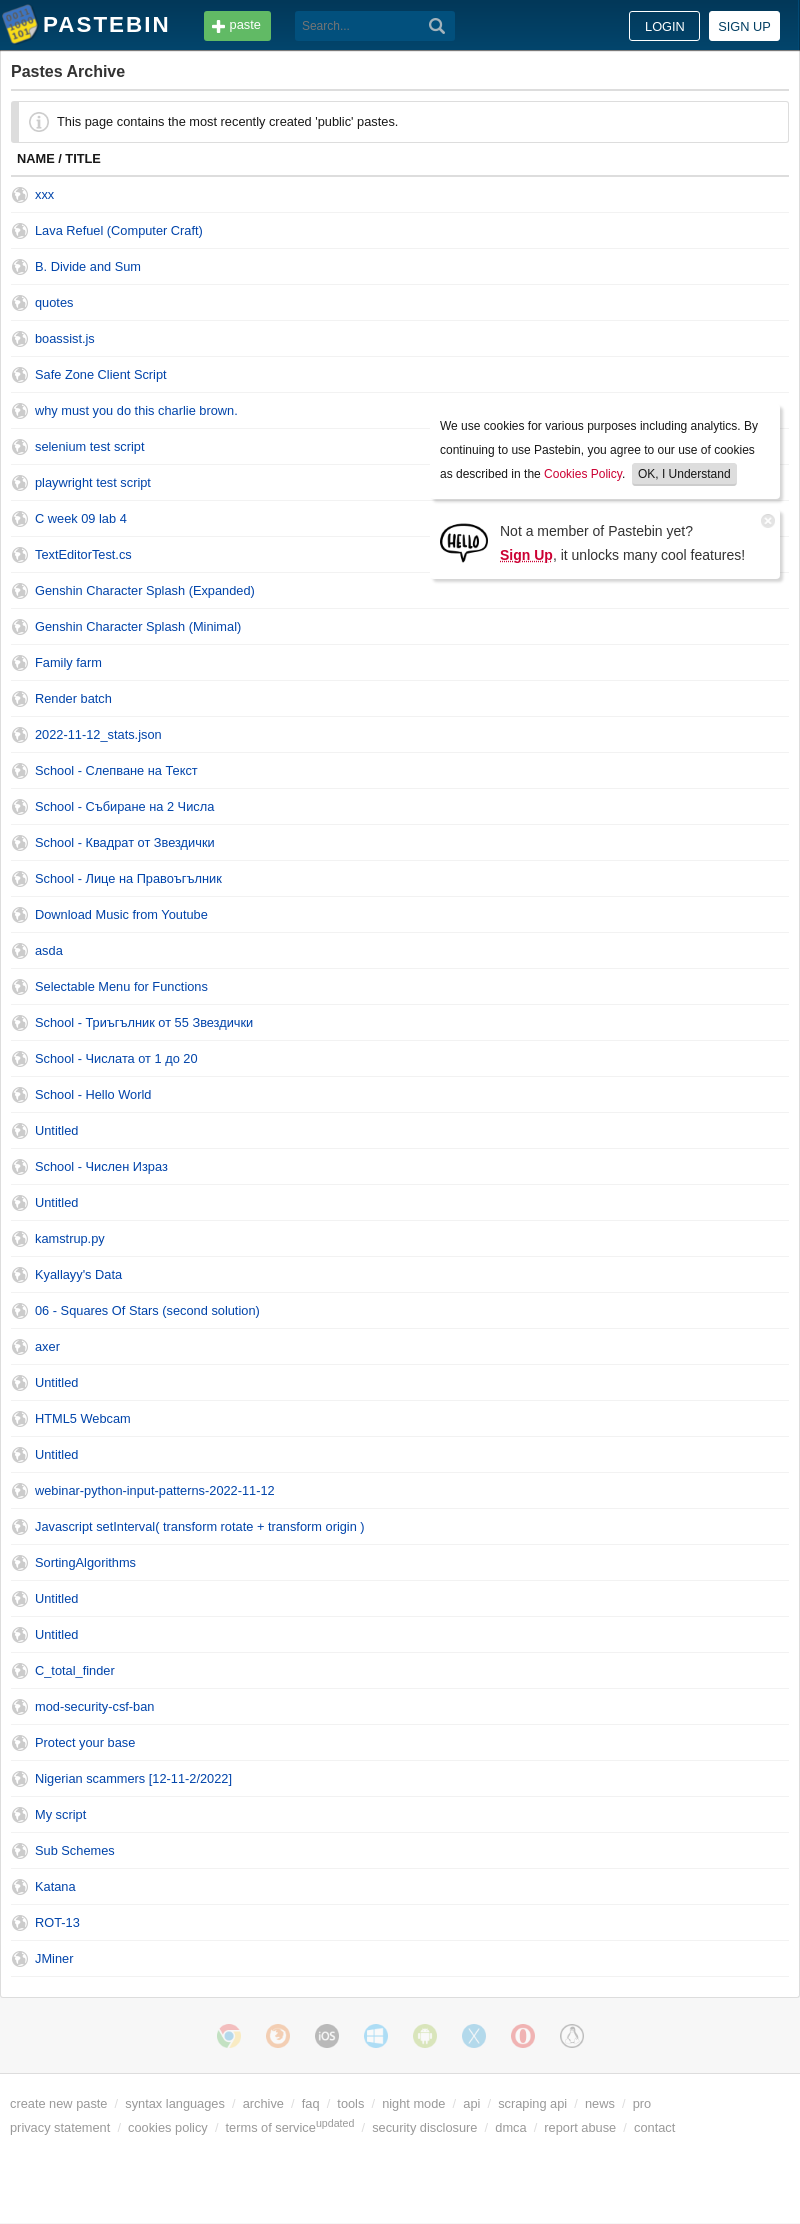 PASTEBIN
paste
Search...
LOGIN
SIGN UP
Pastes Archive
This page contains the most recently created 'public' pastes.
NAME / TITLE
xxx
Lava Refuel (Computer Craft)
B. Divide and Sum
quotes
boassist.js
Safe Zone Client Script
why must you do this charlie brown.
selenium test script
playwright test script
C week 09 lab 4
TextEditorTest.cs
We use cookies for various purposes including analytics. By
continuing to use Pastebin, you agree to our use of cookies
as described in the Cookies Policy. OK, I Understand
HELLO
Not a member of Pastebin yet?
Sign Up, it unlocks many cool features!
Genshin Character Splash (Expanded)
Genshin Character Splash (Minimal)
Family farm
Render batch
2022-11-12_stats.json
School - Слепване на Текст
School - Събиране на 2 Числа
School - Квадрат от Звездички
School - Лице на Правоъгълник
Download Music from Youtube
asda
Selectable Menu for Functions
School - Триъгълник от 55 Звездички
School - Числата от 1 до 20
School - Hello World
Untitled
School - Числен Израз
Untitled
kamstrup.py
Kyallayy's Data
06 - Squares Of Stars (second solution)
axer
Untitled
HTML5 Webcam
Untitled
webinar-python-input-patterns-2022-11-12
Javascript setInterval( transform rotate + transform origin )
SortingAlgorithms
Untitled
Untitled
C_total_finder
mod-security-csf-ban
Protect your base
Nigerian scammers [12-11-2/2022]
My script
Sub Schemes
Katana
ROT-13
JMiner
iOS
create new paste / syntax languages / archive / faq / tools / night mode / api / scraping api / news / pro
privacy statement / cookies policy / terms of service updated / security disclosure / dmca / report abuse / contact